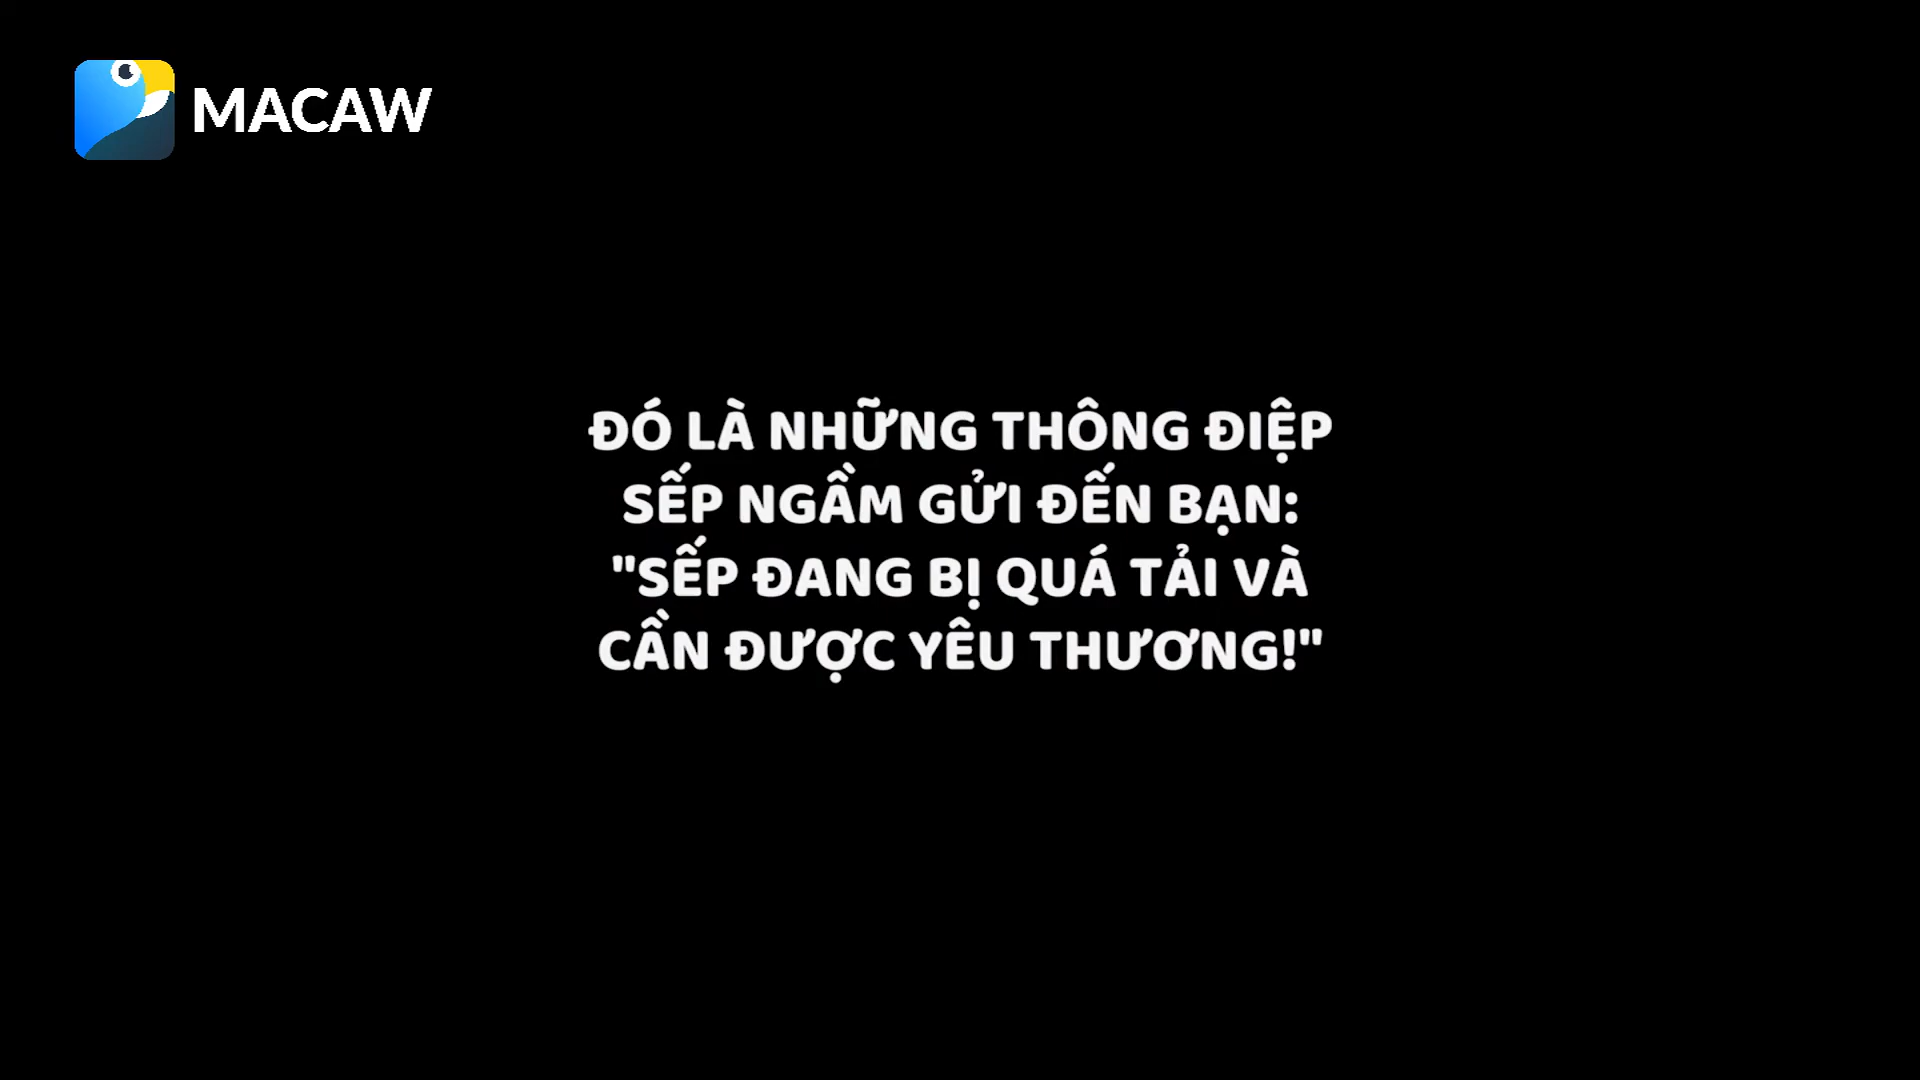 MACAW
ĐÓ LÀ NHỮNG THÔNG ĐIỆP
SẾP NGẦM GỬI ĐẾN BẠN:
"SẾP ĐANG BỊ QUÁ TẢI VÀ
CẦN ĐƯỢC YÊU THƯƠNG!"